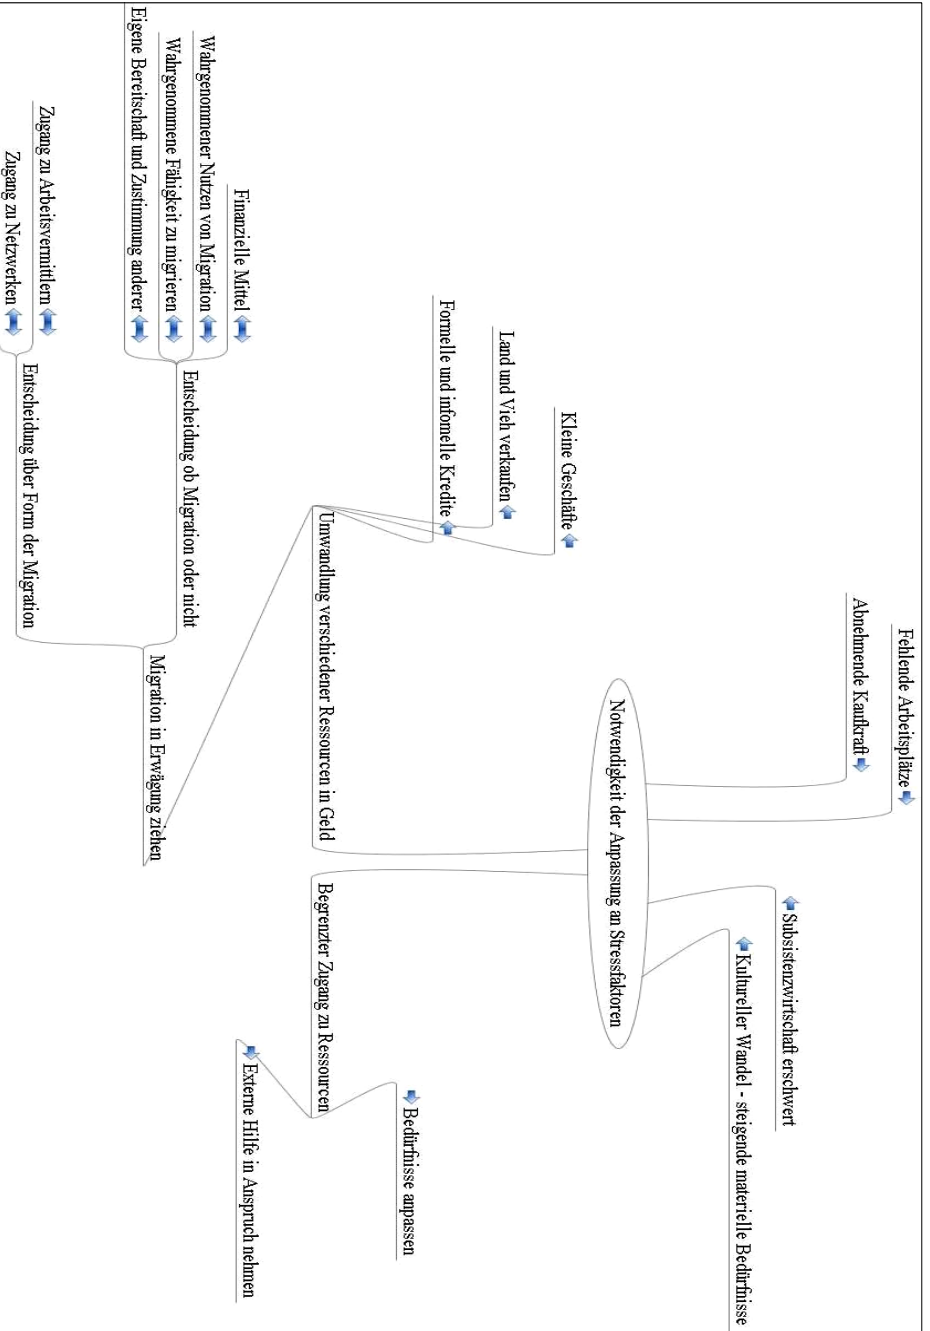 Fehlende Arbeitsplätze
Abnehmende Kaufkraft
Subsistenzwirtschaft erschwert
Kultureller Wandel - steigende materielle Bedürfnisse
Notwendigkeit der Anpassung an Stressfaktoren
Kleine Geschäfte
Land und Vieh verkaufen
Formelle und infomelle Kredite
Umwandlung verschiedener Ressourcen in Geld
Bedürfnisse anpassen
Begrenzter Zugang zu Ressourcen
Externe Hilfe in Anspruch nehmen
Finanzielle Mittel
Wahrgenommener Nutzen von Migration
Wahrgenommene Fähigkeit zu migrieren
Eigene Bereitschaft und Zustimmung anderer
Entscheidung ob Migration oder nicht
Migration in Erwägung ziehen
Zugang zu Arbeitsvermittlern
Zugang zu Netzwerken
Entscheidung über Form der Migration